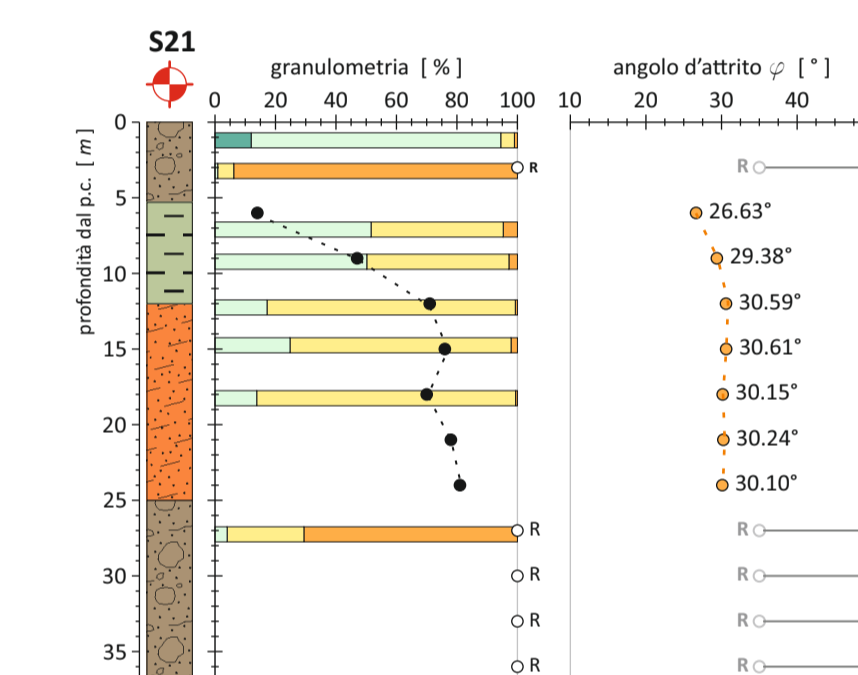 S21
granulometria [ % ]
angolo d'attrito φ [ ° ]
0 20 40 60 80 100
10 20 30 40
profondità dal p.c. [ m ]
0
R
R
5
26.63°
29.38°
10
30.59°
15
30.61°
30.15°
20
30.24°
30.10°
25
R
R
30
R
R
R
R
35
R
R